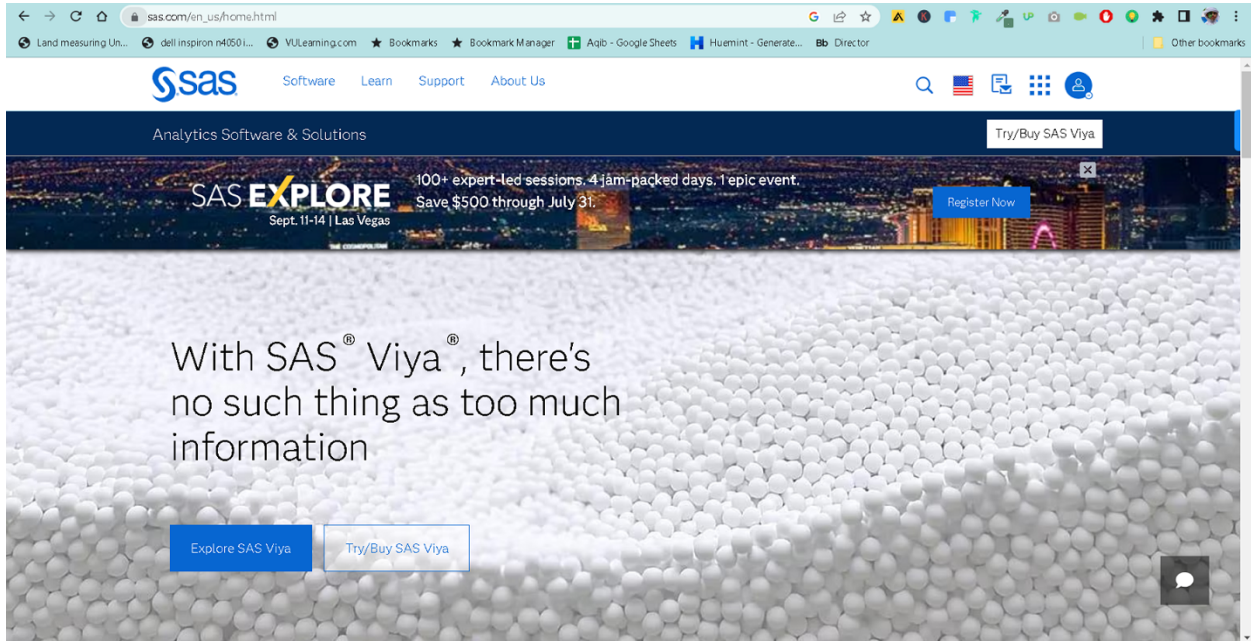 sas.com/en_us/home.html
Land measuring Un... dell inspiron n4050 i... VULearning.com Bookmarks Bookmark Manager Aqib - Google Sheets Huemint - Generate... Bb Director Other bookmarks
sas Software Learn Support About Us
Analytics Software & Solutions Try/Buy SAS Viya
SAS EXPLORE
Sept. 11-14 | Las Vegas
100+ expert-led sessions. 4 jam-packed days. 1 epic event.
Save $500 through July 31.
Register Now
THE COSMOPOLITAN
With SAS® Viya®, there's
no such thing as too much
information
Explore SAS Viya Try/Buy SAS Viya